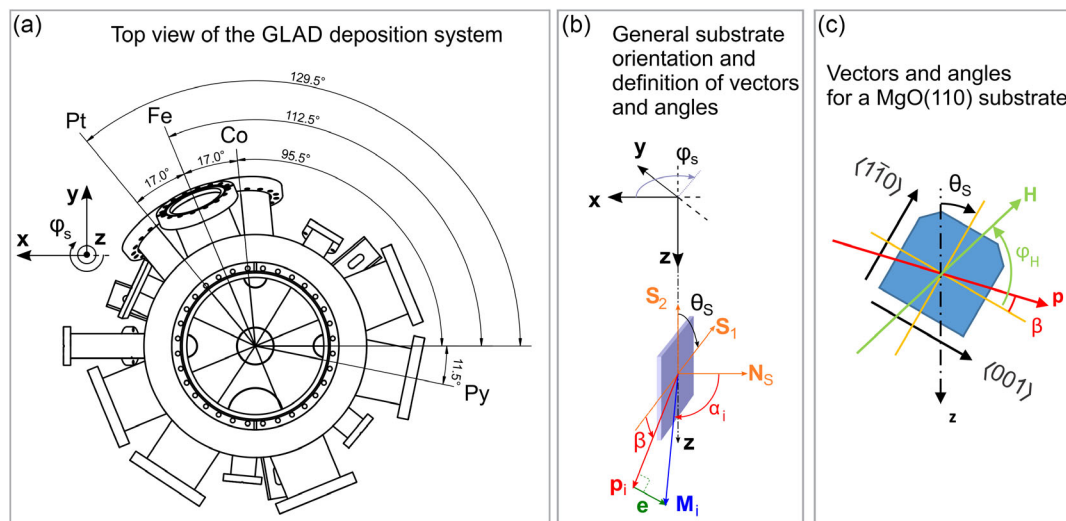 (a)
Top view of the GLAD deposition system
129.5°
112.5°
95.5°
17.0°
17.0°
Pt
Fe
Co
y
φs
x
z
11.5°
Py
(b)
General substrate
orientation and
definition of vectors
and angles
y
φs
x
z
S2
θS
S1
NS
αi
β
z
pi
e
Mi
(c)
Vectors and angles
for a MgO(110) substrate
⟨11̄0⟩
θS
H
φH
p
β
⟨001⟩
z